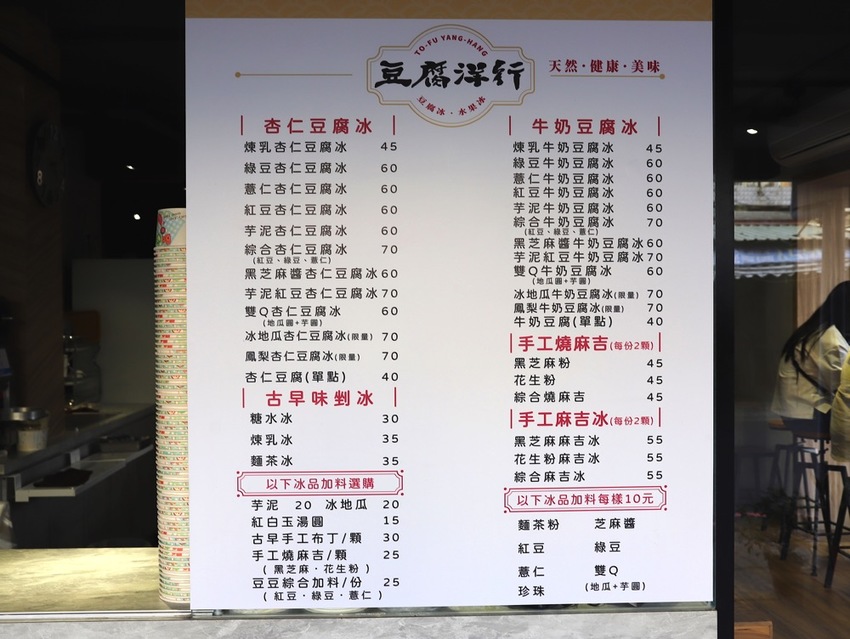 TO-FU YANG-HANG
豆腐洋行
豆腐冰·水果冰
天然·健康·美味
杏仁豆腐冰
煉乳杏仁豆腐冰 45
綠豆杏仁豆腐冰 60
薏仁杏仁豆腐冰 60
紅豆杏仁豆腐冰 60
芋泥杏仁豆腐冰 60
綜合杏仁豆腐冰 70
(紅豆、綠豆、薏仁)
黑芝麻醬杏仁豆腐冰 60
芋泥紅豆杏仁豆腐冰 70
雙Q杏仁豆腐冰 60
(地瓜圓+芋圓)
冰地瓜杏仁豆腐冰(限量) 70
鳳梨杏仁豆腐冰(限量) 70
杏仁豆腐(單點) 40
古早味剉冰
糖水冰 30
煉乳冰 35
麵茶冰 35
以下冰品加料選購
芋泥 20 冰地瓜 20
紅白玉湯圓 15
古早手工布丁/顆 30
手工燒麻吉/顆 25
(黑芝麻·花生粉)
豆豆綜合加料/份 25
(紅豆·綠豆·薏仁)
牛奶豆腐冰
煉乳牛奶豆腐冰 45
綠豆牛奶豆腐冰 60
薏仁牛奶豆腐冰 60
紅豆牛奶豆腐冰 60
芋泥牛奶豆腐冰 60
綜合牛奶豆腐冰 70
(紅豆、綠豆、薏仁)
黑芝麻醬牛奶豆腐冰 60
芋泥紅豆牛奶豆腐冰 70
雙Q牛奶豆腐冰 60
(地瓜圓+芋圓)
冰地瓜牛奶豆腐冰(限量) 70
鳳梨牛奶豆腐冰(限量) 70
牛奶豆腐(單點) 40
手工燒麻吉(每份2顆)
黑芝麻粉 45
花生粉 45
綜合燒麻吉 45
手工麻吉冰(每份2顆)
黑芝麻麻吉冰 55
花生粉麻吉冰 55
綜合麻吉冰 55
以下冰品加料每樣10元
麵茶粉 芝麻醬
紅豆 綠豆
薏仁 雙Q
珍珠 (地瓜+芋圓)